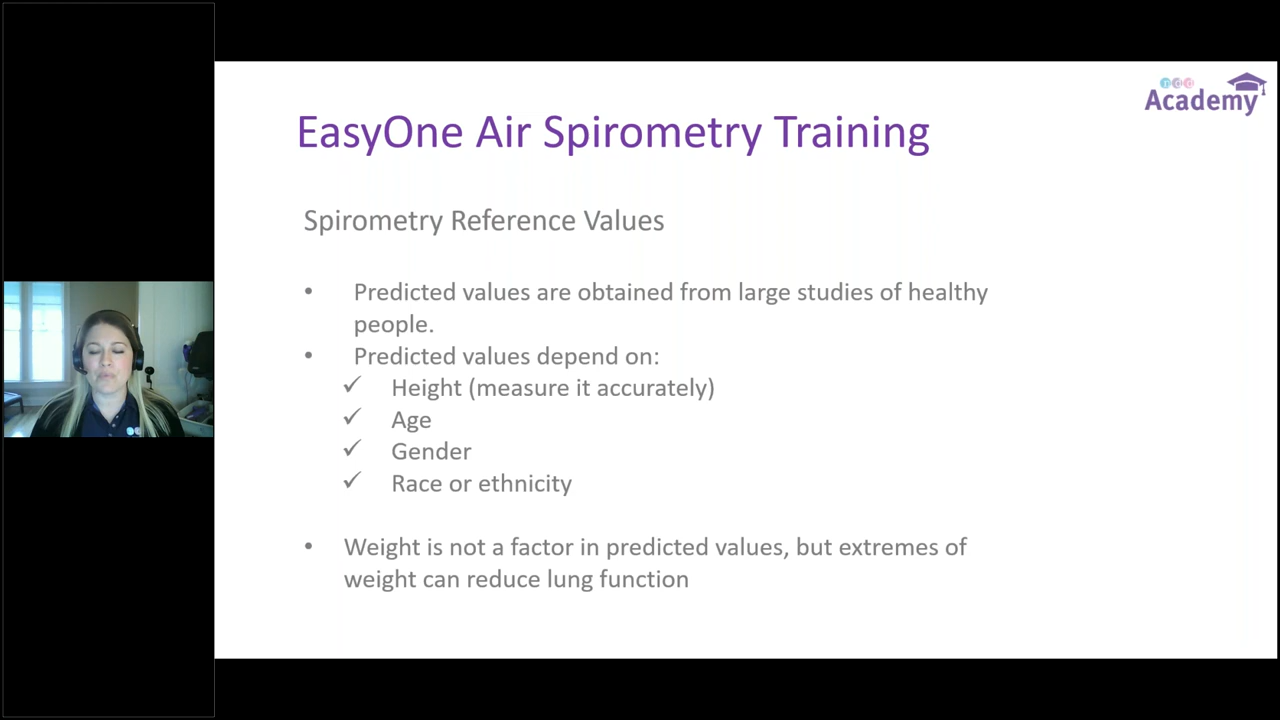 ndd
Academy
EasyOne Air Spirometry Training
Spirometry Reference Values
• Predicted values are obtained from large studies of healthy
people.
• Predicted values depend on:
✓ Height (measure it accurately)
✓ Age
✓ Gender
✓ Race or ethnicity
• Weight is not a factor in predicted values, but extremes of
weight can reduce lung function